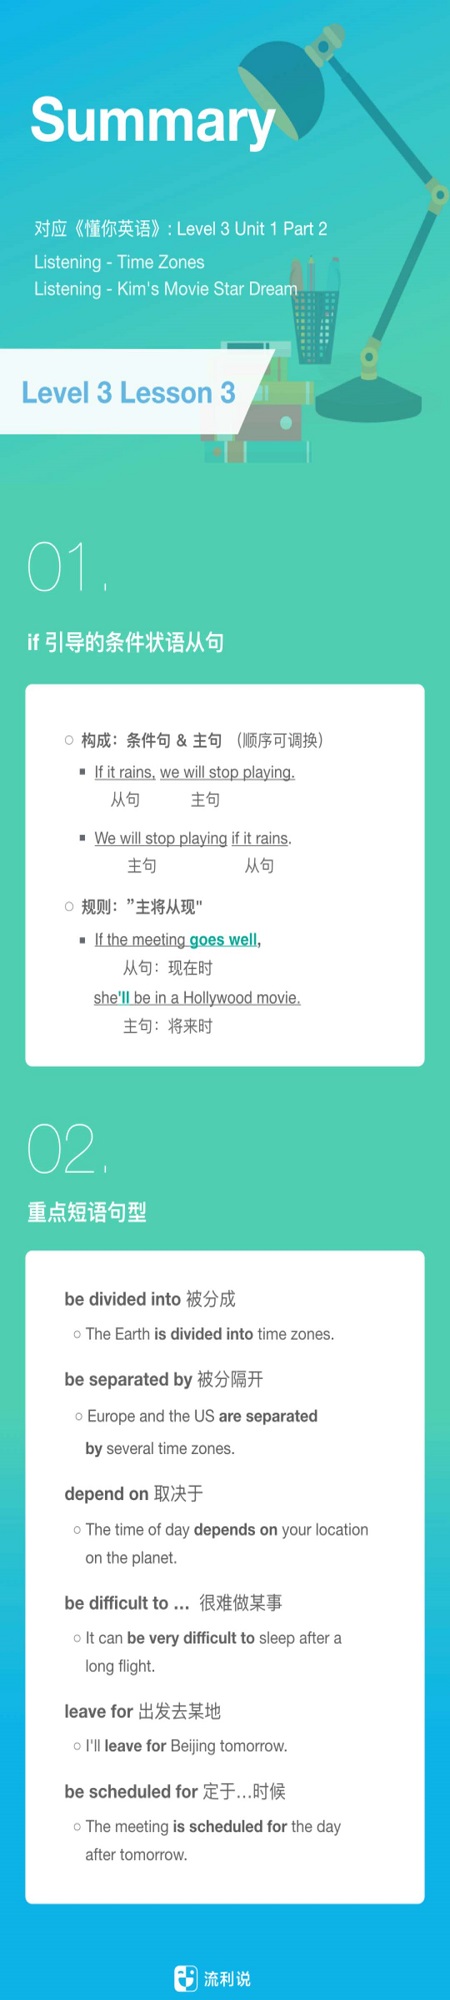 Summary
对应《懂你英语》: Level 3 Unit 1 Part 2
Listening - Time Zones
Listening - Kim's Movie Star Dream
Level 3 Lesson 3
01.
if 引导的条件状语从句
○ 构成：条件句 & 主句 （顺序可调换）
▪ If it rains, we will stop playing.
从句 主句
▪ We will stop playing if it rains.
主句 从句
○ 规则：”主将从现"
▪ If the meeting goes well,
从句：现在时
she'll be in a Hollywood movie.
主句：将来时
02.
重点短语句型
be divided into 被分成
○ The Earth is divided into time zones.
be separated by 被分隔开
○ Europe and the US are separated
by several time zones.
depend on 取决于
○ The time of day depends on your location
on the planet.
be difficult to ... 很难做某事
○ It can be very difficult to sleep after a
long flight.
leave for 出发去某地
○ I'll leave for Beijing tomorrow.
be scheduled for 定于...时候
○ The meeting is scheduled for the day
after tomorrow.
流利说